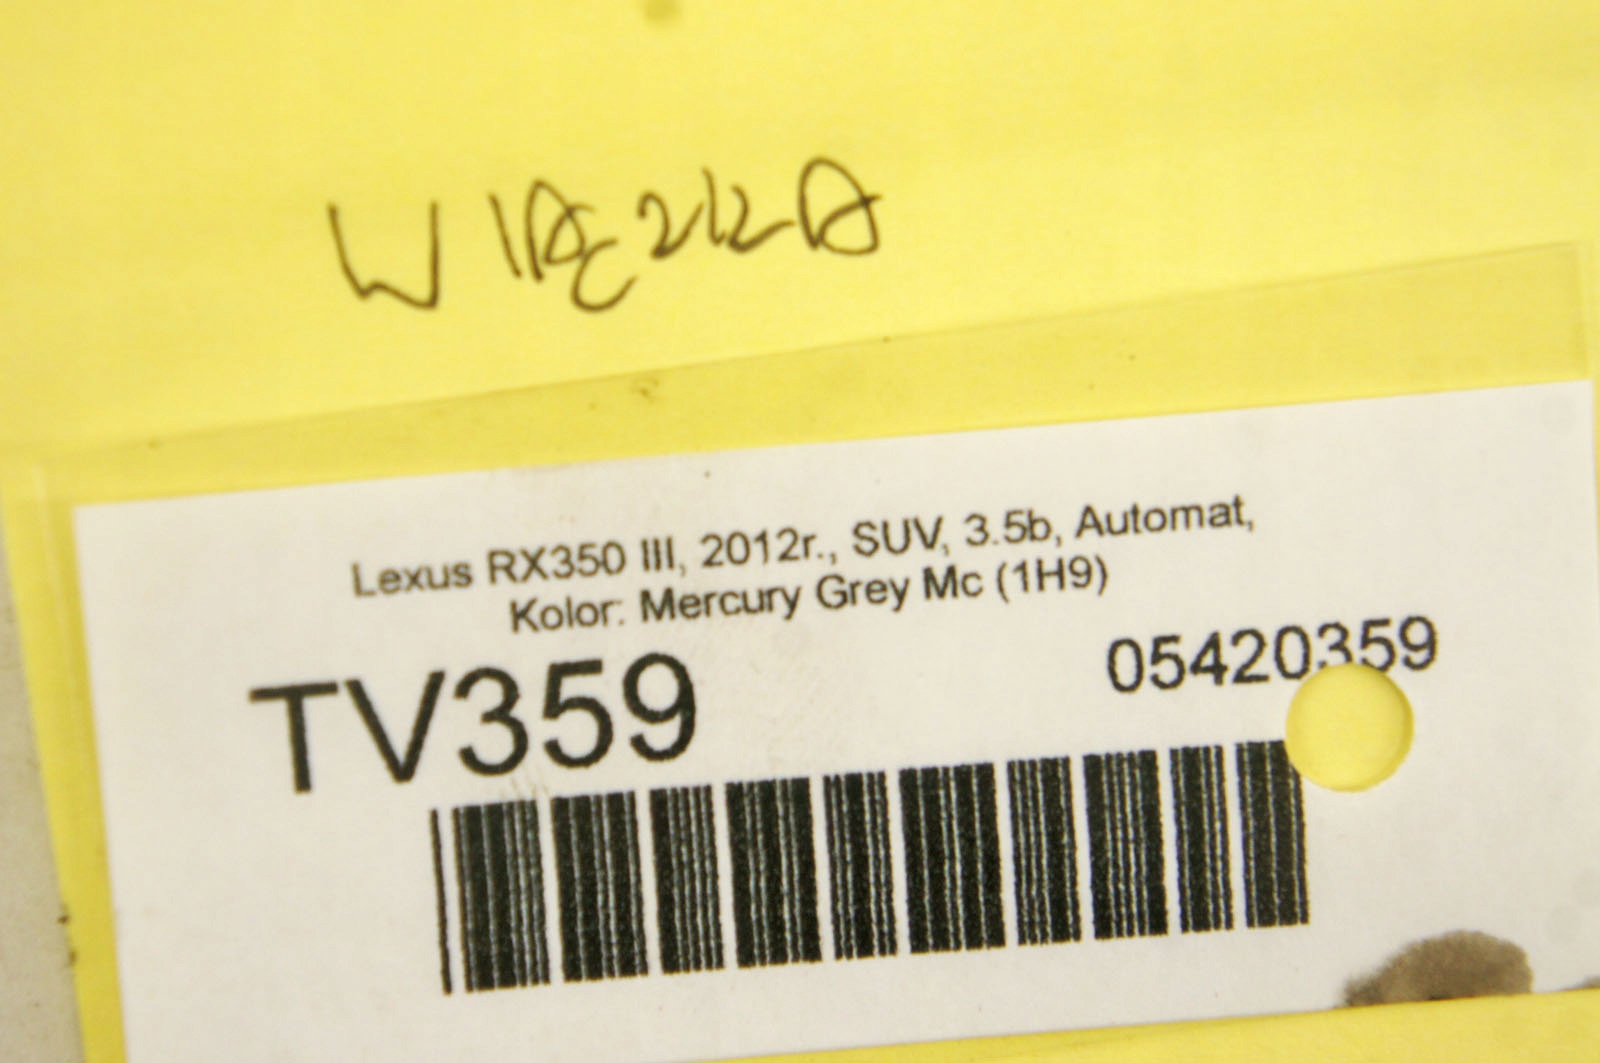 Lexus RX350 III, 2012r., SUV, 3.5b, Automat,
Kolor: Mercury Grey Mc (1H9)
TV359
05420359